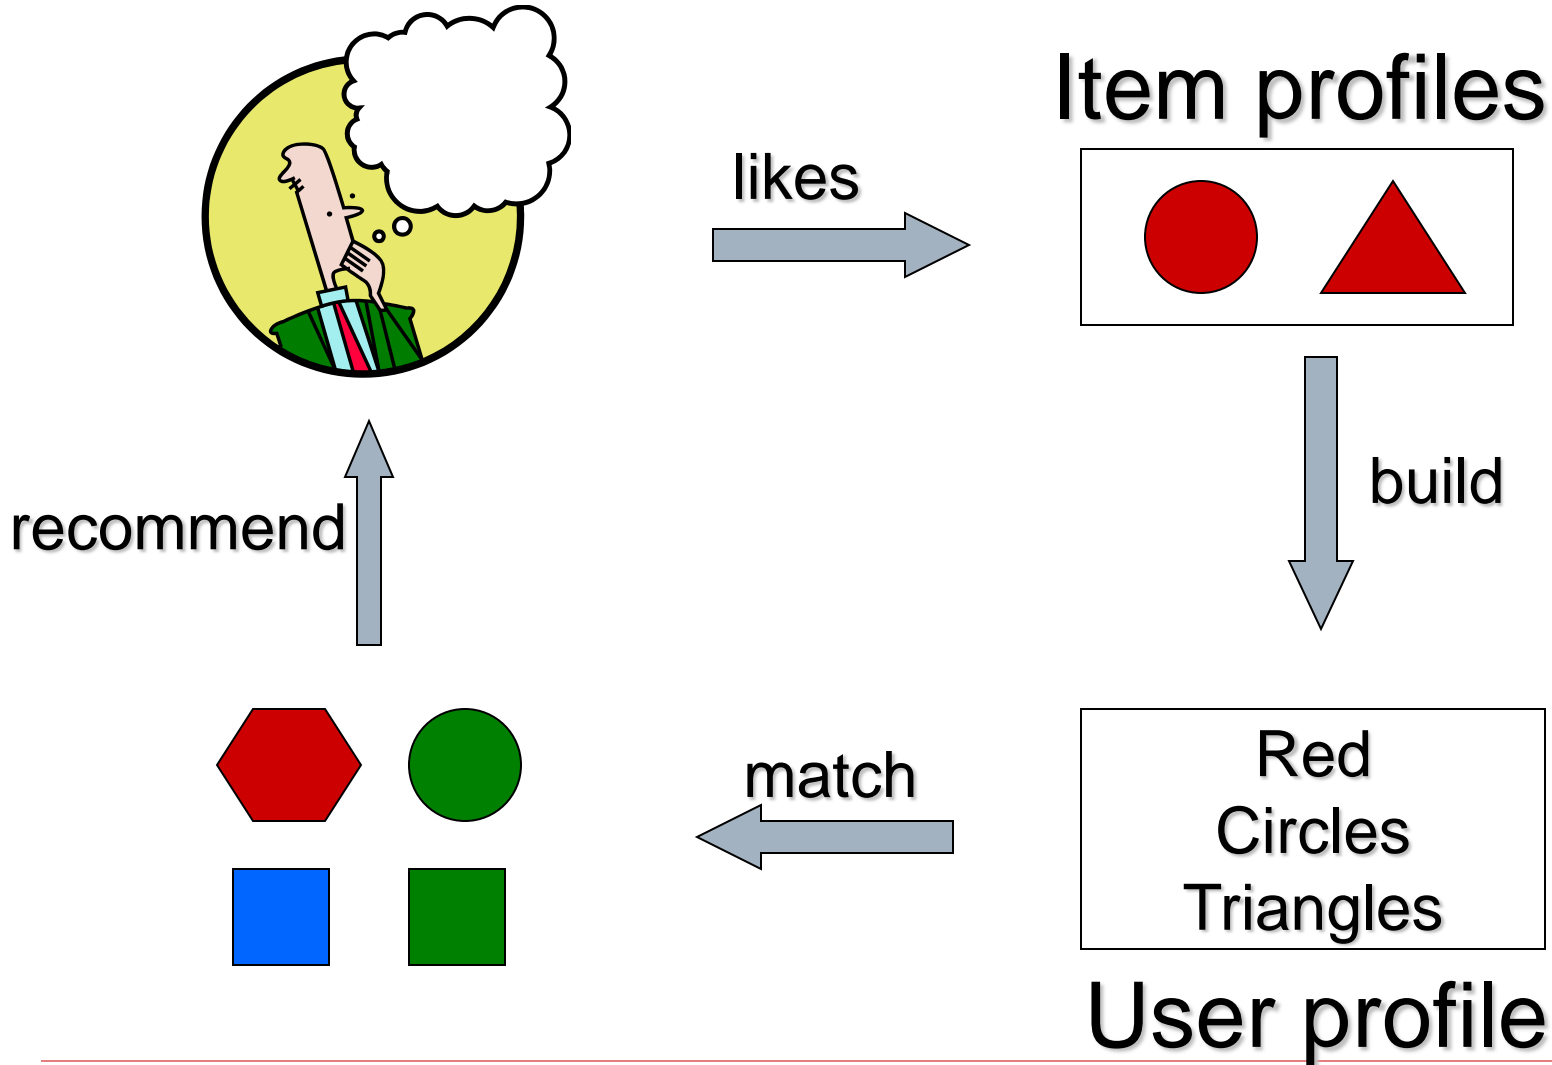 Item profiles
likes
build
recommend
match
Red
Circles
Triangles
User profile